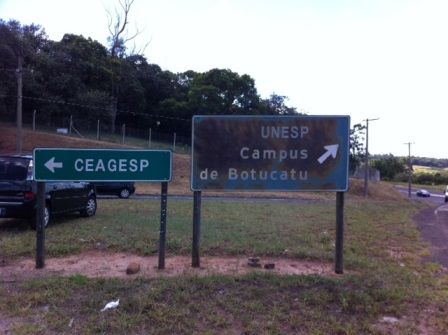 CEAGESP
UNESP
Campus
de Botucatu